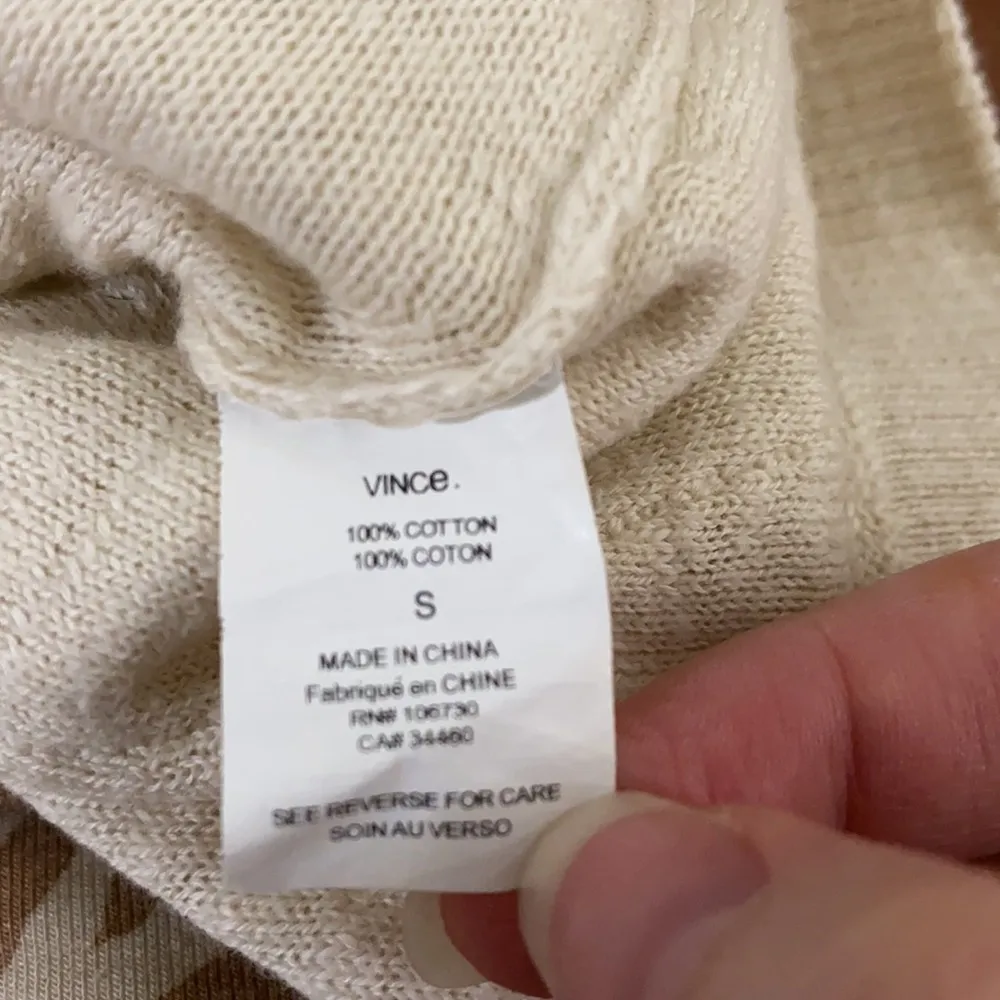 VINCe.
100% COTTON
100% COTON
S
MADE IN CHINA
Fabriqué en CHINE
RN# 106730
CA# 34460
SEE REVERSE FOR CARE
SOIN AU VERSO